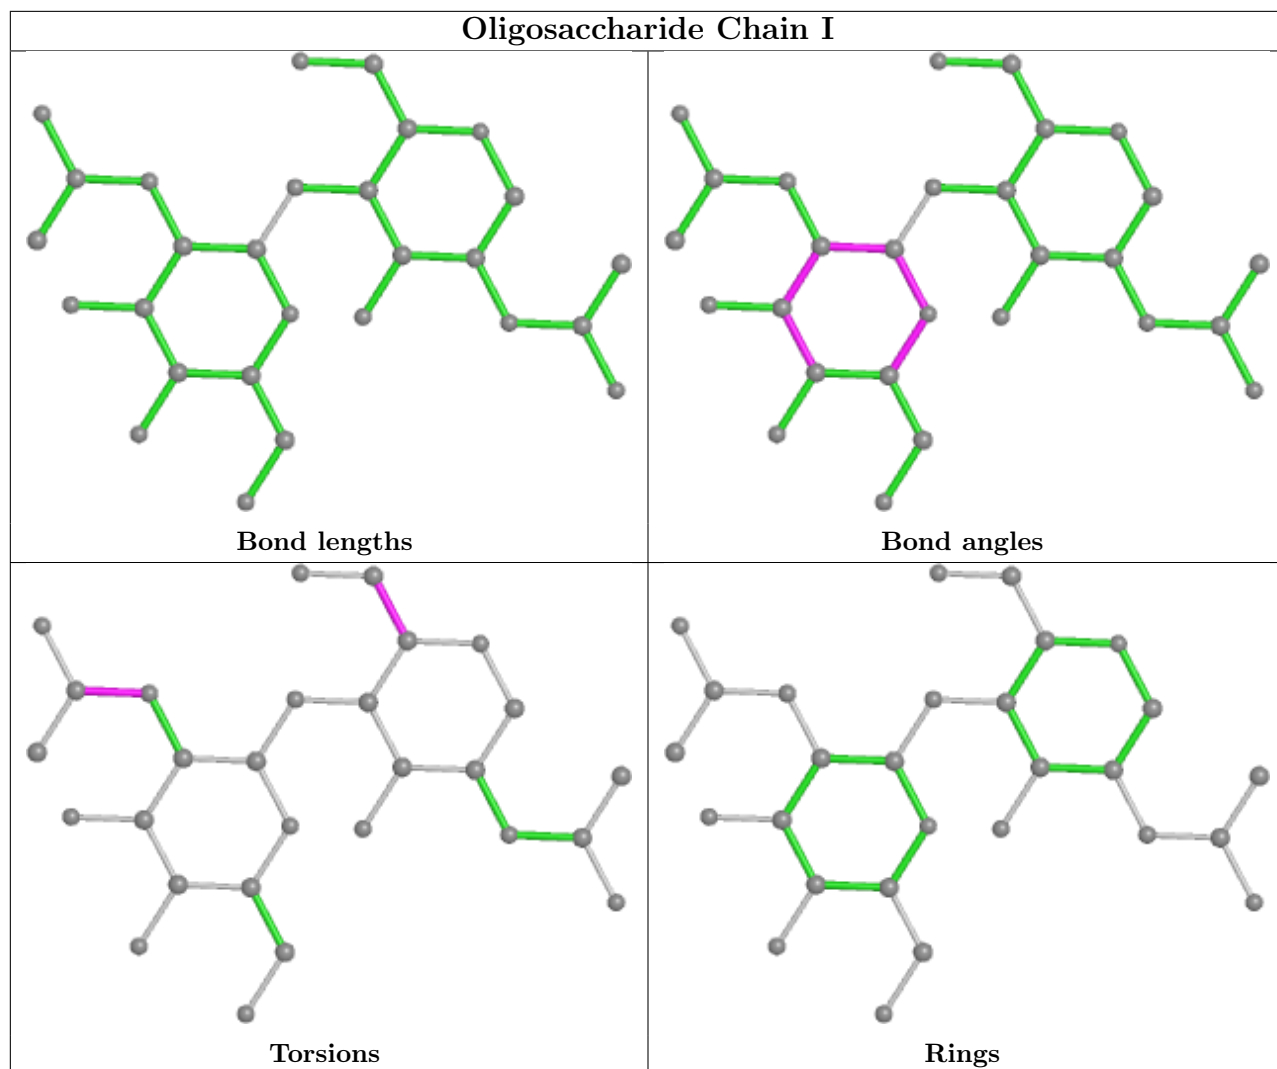 Oligosaccharide Chain I
Bond lengths
Bond angles
Torsions
Rings